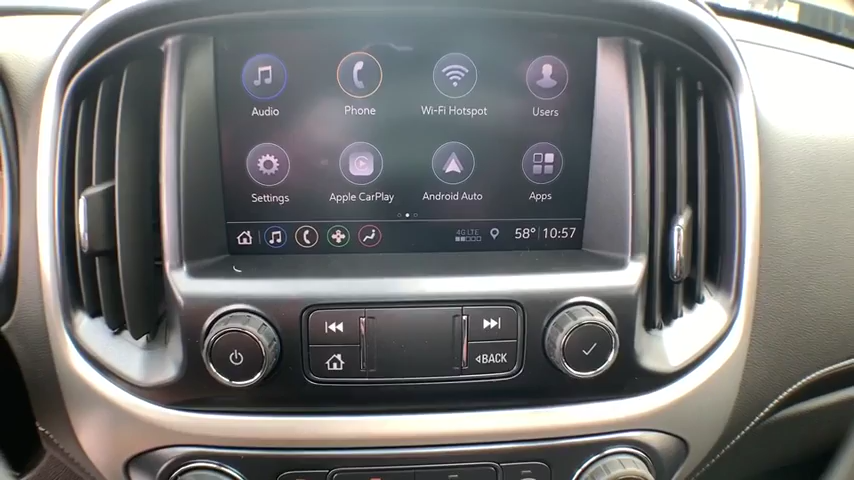 Audio Phone Wi-Fi Hotspot Users
Settings Apple CarPlay Android Auto Apps
4G LTE 58° 10:57
BACK